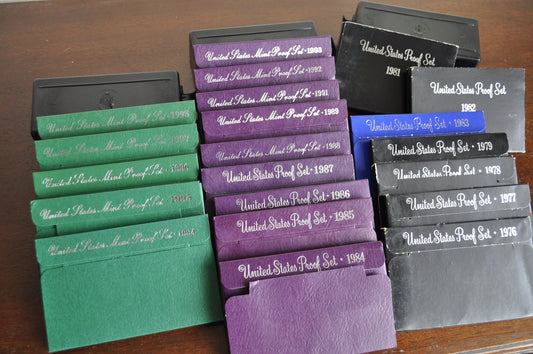 United States Mint Proof Set
United States Mint Proof Set
United States Mint Proof Set
United States Mint Proof Set
United States Mint Proof Set
United States Mint Proof Set · 1993
United States Mint Proof Set · 1992
United States Mint Proof Set · 1991
United States Mint Proof Set · 1989
United States Mint Proof Set · 1988
United States Proof Set · 1987
United States Proof Set · 1986
United States Proof Set · 1985
United States Proof Set · 1984
United States Proof Set
1981
United States Proof Set
1982
United States Proof Set · 1983
United States Proof Set · 1979
United States Proof Set · 1978
United States Proof Set · 1977
United States Proof Set · 1976